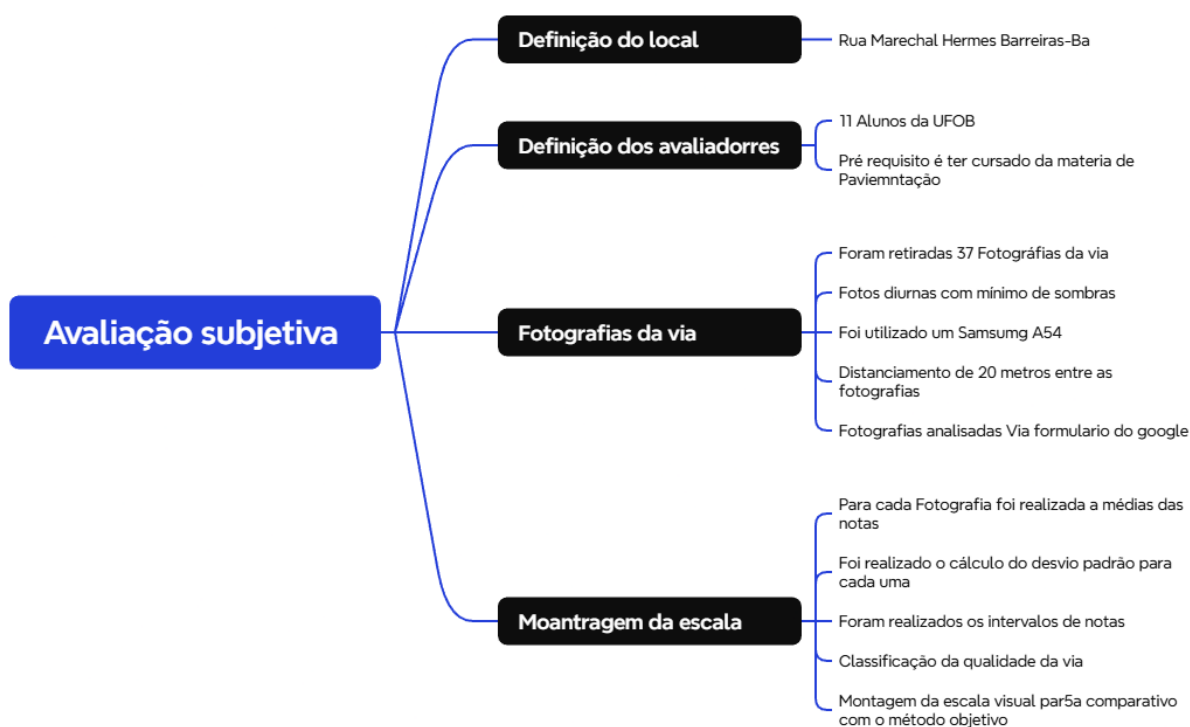 Avaliação subjetiva
Definição do local
Rua Marechal Hermes Barreiras-Ba
Definição dos avaliadorres
11 Alunos da UFOB
Pré requisito é ter cursado da materia de
Paviemntação
Fotografias da via
Foram retiradas 37 Fotográfias da via
Fotos diurnas com mínimo de sombras
Foi utilizado um Samsumg A54
Distanciamento de 20 metros entre as
fotografias
Fotografias analisadas Via formulario do google
Moantragem da escala
Para cada Fotografia foi realizada a médias das
notas
Foi realizado o cálculo do desvio padrão para
cada uma
Foram realizados os intervalos de notas
Classificação da qualidade da via
Montagem da escala visual par5a comparativo
com o método objetivo